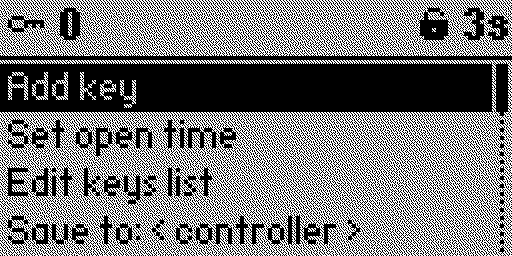 0 3s
Add key
Set open time
Edit keys list
Save to: < controller >